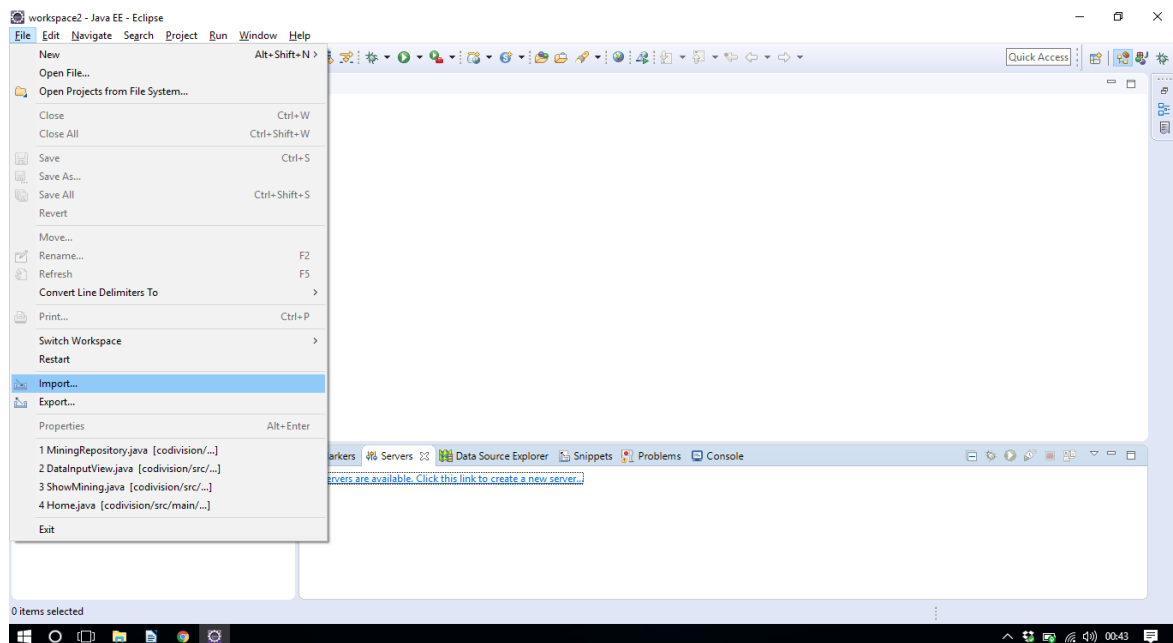 workspace2 - Java EE - Eclipse
File Edit Navigate Search Project Run Window Help
New Alt+Shift+N >
Open File...
Open Projects from File System...
Close Ctrl+W
Close All Ctrl+Shift+W
Save Ctrl+S
Save As...
Save All Ctrl+Shift+S
Revert
Move...
Rename... F2
Refresh F5
Convert Line Delimiters To >
Print... Ctrl+P
Switch Workspace >
Restart
Import...
Export...
Properties Alt+Enter
1 MiningRepository.java [codivision/...]
2 DataInputView.java [codivision/src/...]
3 ShowMining.java [codivision/src/...]
4 Home.java [codivision/src/main/...]
Exit
Quick Access
arkers Servers Data Source Explorer Snippets Problems Console
ervers are available. Click this link to create a new server...
0 items selected
00:43